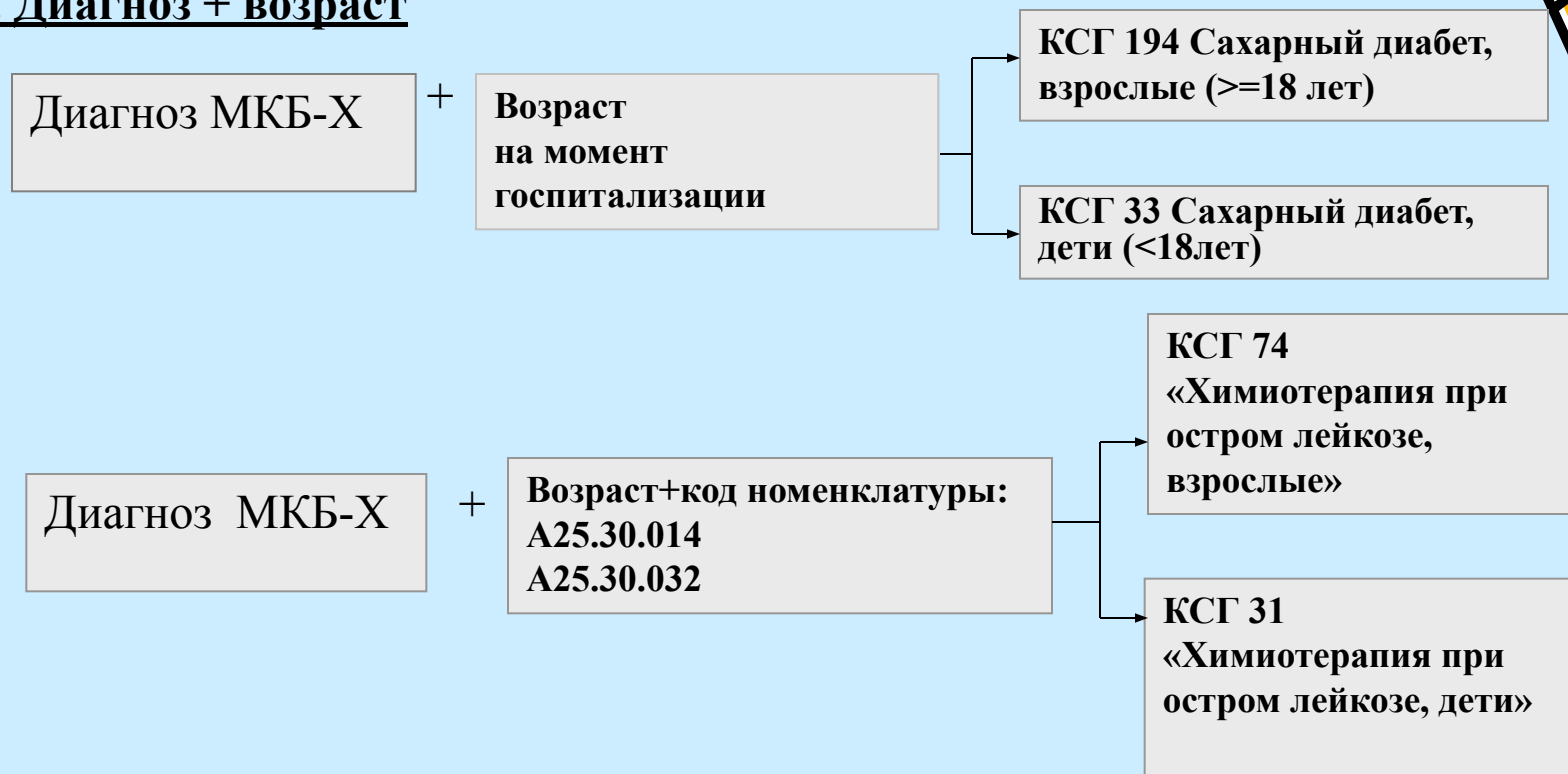 Диагноз + возраст
Диагноз МКБ-X
+
Возраст
на момент
госпитализации
КСГ 194 Сахарный диабет,
взрослые (>=18 лет)
КСГ 33 Сахарный диабет,
дети (<18лет)
Диагноз МКБ-X
+
Возраст+код номенклатуры:
А25.30.014
А25.30.032
КСГ 74
«Химиотерапия при
остром лейкозе,
взрослые»
КСГ 31
«Химиотерапия при
остром лейкозе, дети»